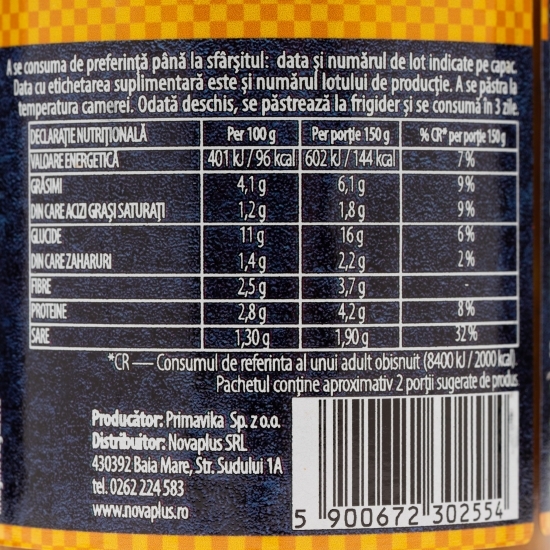 A se consuma de preferință până la sfârșitul: data și numărul de lot indicate pe capac.
Data cu etichetarea suplimentară este și numărul lotului de producție. A se păstra la
temperatura camerei. Odată deschis, se păstrează la frigider și se consumă în 3 zile.
DECLARAȚIE NUTRIȚIONALĂ Per 100 g Per porție 150 g % CR* per porție 150 g
VALOARE ENERGETICĂ 401 kJ / 96 kcal 602 kJ / 144 kcal 7 %
GRĂSIMI 4,1 g 6,1 g 9 %
DIN CARE ACIZI GRAȘI SATURAȚI 1,2 g 1,8 g 9 %
GLUCIDE 11 g 16 g 6 %
DIN CARE ZAHARURI 1,4 g 2,2 g 2 %
FIBRE 2,5 g 3,7 g
PROTEINE 2,8 g 4,2 g 8 %
SARE 1,30 g 1,90 g 32 %
*CR — Consumul de referinta al unui adult obisnuit (8400 kJ / 2000 kcal).
Pachetul conține aproximativ 2 porții sugerate de produs.
Producător: Primavika Sp. z o.o.
Distribuitor: Novaplus SRL
430392 Baia Mare, Str. Sudului 1A
tel. 0262 224 583
www.novaplus.ro
5 900672 302554